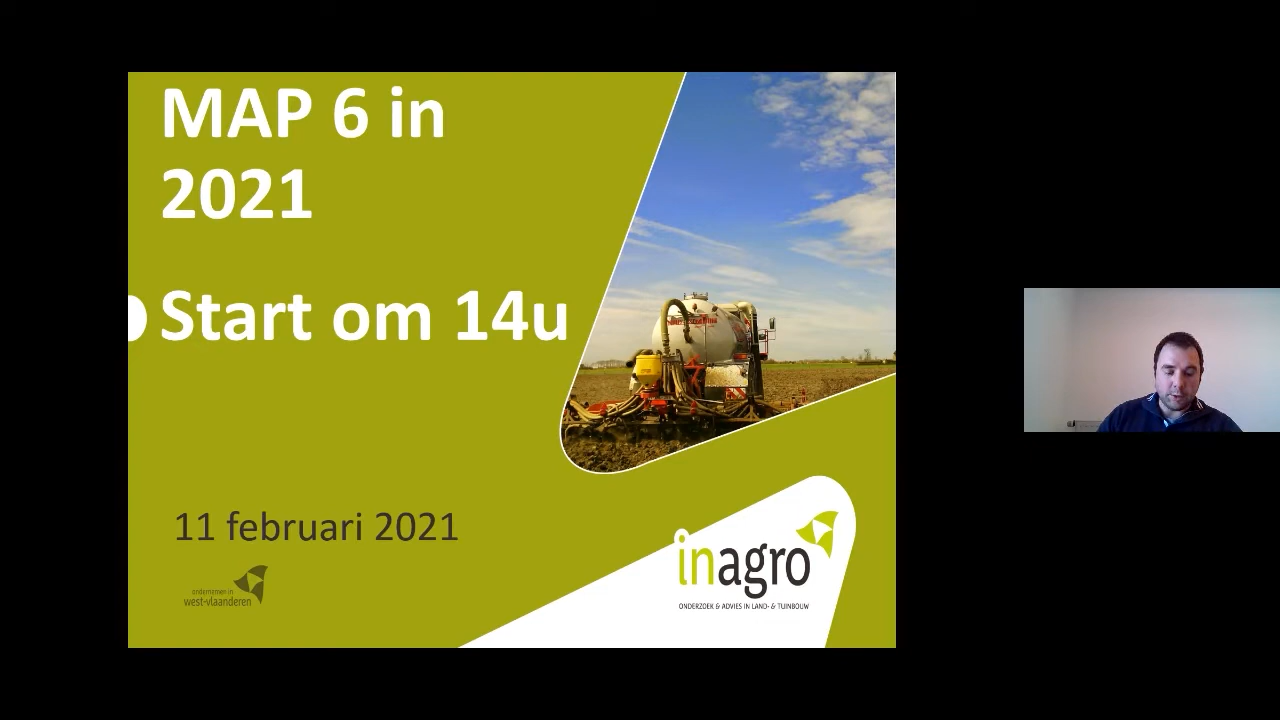 MAP 6 in
2021
Start om 14u
11 februari 2021
ondernemen in
west-vlaanderen
inagro
ONDERZOEK & ADVIES IN LAND- & TUINBOUW